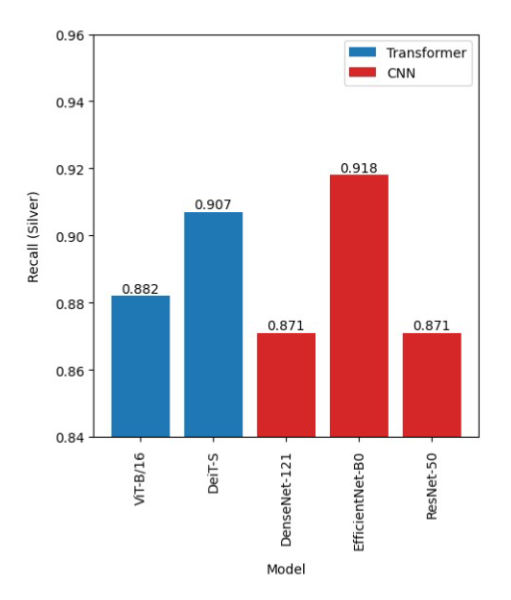 0.96
0.94
0.92
0.90
0.88
0.86
0.84
Recall (Silver)
Transformer
CNN
0.882
0.907
0.871
0.918
0.871
ViT-B/16
DeiT-S
DenseNet-121
EfficientNet-B0
ResNet-50
Model